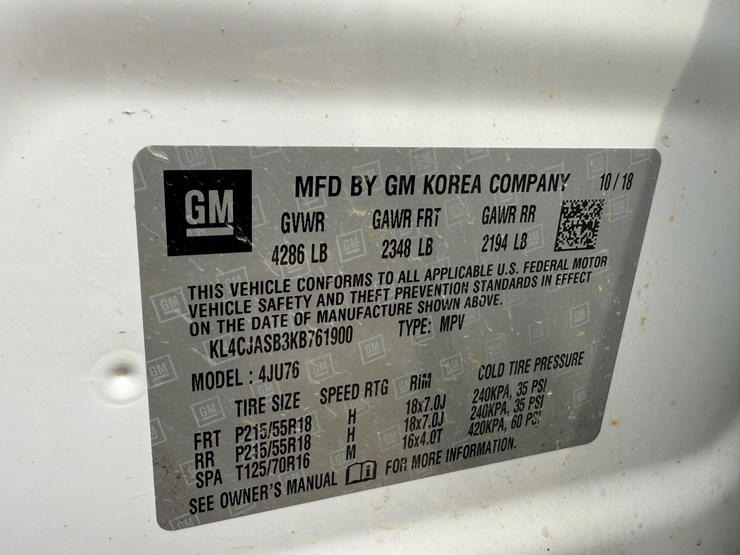 GM
MFD BY GM KOREA COMPANY 10/18
GVWR GAWR FRT GAWR RR
4286 LB 2348 LB 2194 LB
THIS VEHICLE CONFORMS TO ALL APPLICABLE U.S. FEDERAL MOTOR
VEHICLE SAFETY AND THEFT PREVENTION STANDARDS IN EFFECT
ON THE DATE OF MANUFACTURE SHOWN ABOVE.
KL4CJASB3KB761900 TYPE: MPV
MODEL : 4JU76
TIRE SIZE SPEED RTG RIM COLD TIRE PRESSURE
FRT P215/55R18 H 18x7.0J 240KPA, 35 PSI
RR P215/55R18 H 18x7.0J 240KPA, 35 PSI
SPA T125/70R16 M 16x4.0T 420KPA, 60 PSI
SEE OWNER'S MANUAL FOR MORE INFORMATION.